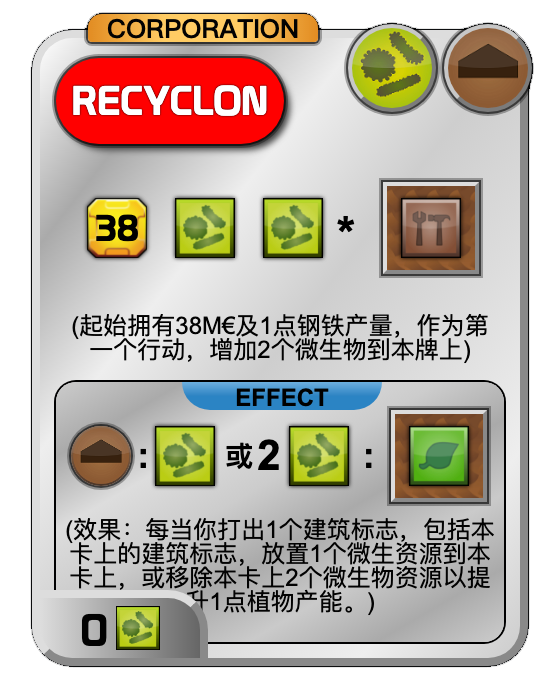 CORPORATION
RECYCLON
38 *
(起始拥有38M€及1点钢铁产量，作为第
一个行动，增加2个微生物到本牌上)
EFFECT
: 或2 :
(效果：每当你打出1个建筑标志，包括本
卡上的建筑标志，放置1个微生资源到本
卡上，或移除本卡上2个微生物资源以提
升1点植物产能。)
0